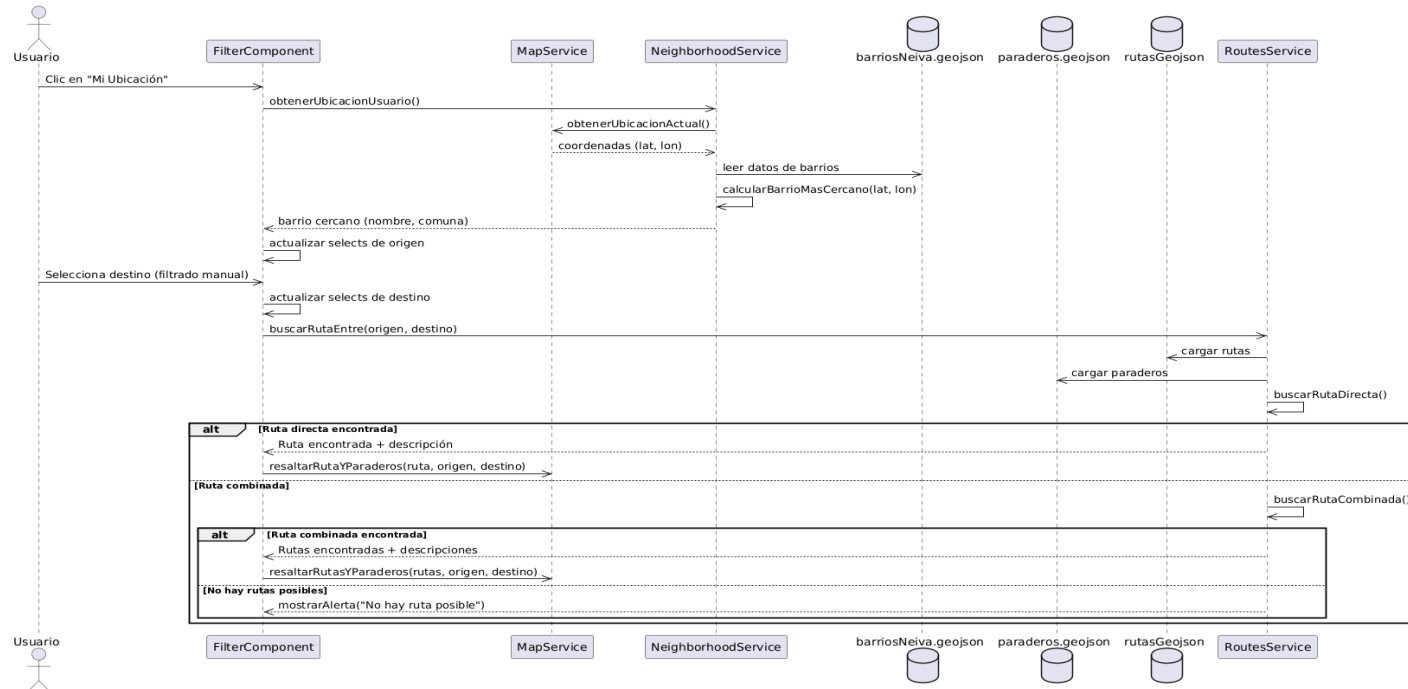 Usuario
FilterComponent
MapService
NeighborhoodService
barriosNeiva.geojson
paraderos.geojson
rutasGeojson
RoutesService
Clic en "Mi Ubicación"
obtenerUbicacionUsuario()
obtenerUbicacionActual()
coordenadas (lat, lon)
leer datos de barrios
calcularBarrioMasCercano(lat, lon)
barrio cercano (nombre, comuna)
actualizar selects de origen
Selecciona destino (filtrado manual)
actualizar selects de destino
buscarRutaEntre(origen, destino)
cargar rutas
cargar paraderos
buscarRutaDirecta()
alt [Ruta directa encontrada]
Ruta encontrada + descripción
resaltarRutaYParaderos(ruta, origen, destino)
[Ruta combinada]
buscarRutaCombinada()
alt [Ruta combinada encontrada]
Rutas encontradas + descripciones
resaltarRutasYParaderos(rutas, origen, destino)
[No hay rutas posibles]
mostrarAlerta("No hay ruta posible")
Usuario
FilterComponent
MapService
NeighborhoodService
barriosNeiva.geojson
paraderos.geojson
rutasGeojson
RoutesService